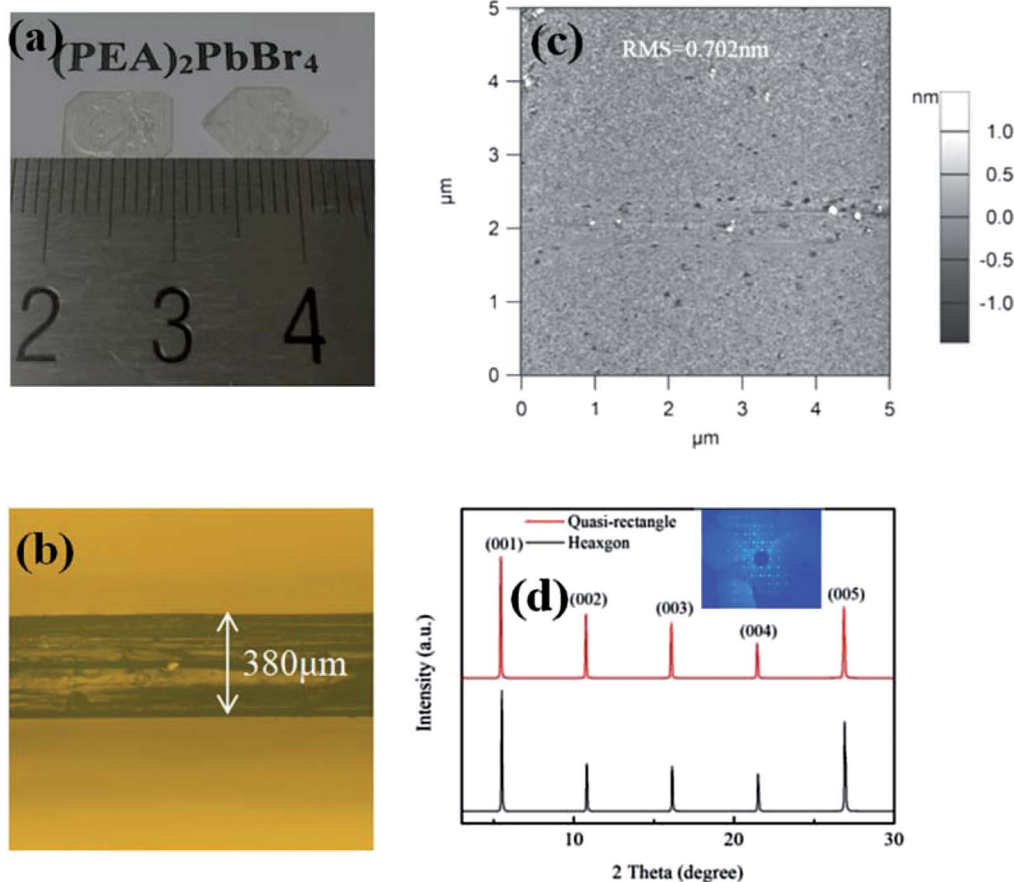 (a)
(PEA)₂PbBr₄
2 3 4
(b)
380μm
(c)
RMS=0.702nm
5
4
3
2
1
0
μm
0 1 2 3 4 5
μm
nm
1.0
0.5
0.0
-0.5
-1.0
(d)
Quasi-rectangle
Heaxgon
(001)
(002)
(003)
(004)
(005)
Intensity (a.u.)
10 20 30
2 Theta (degree)